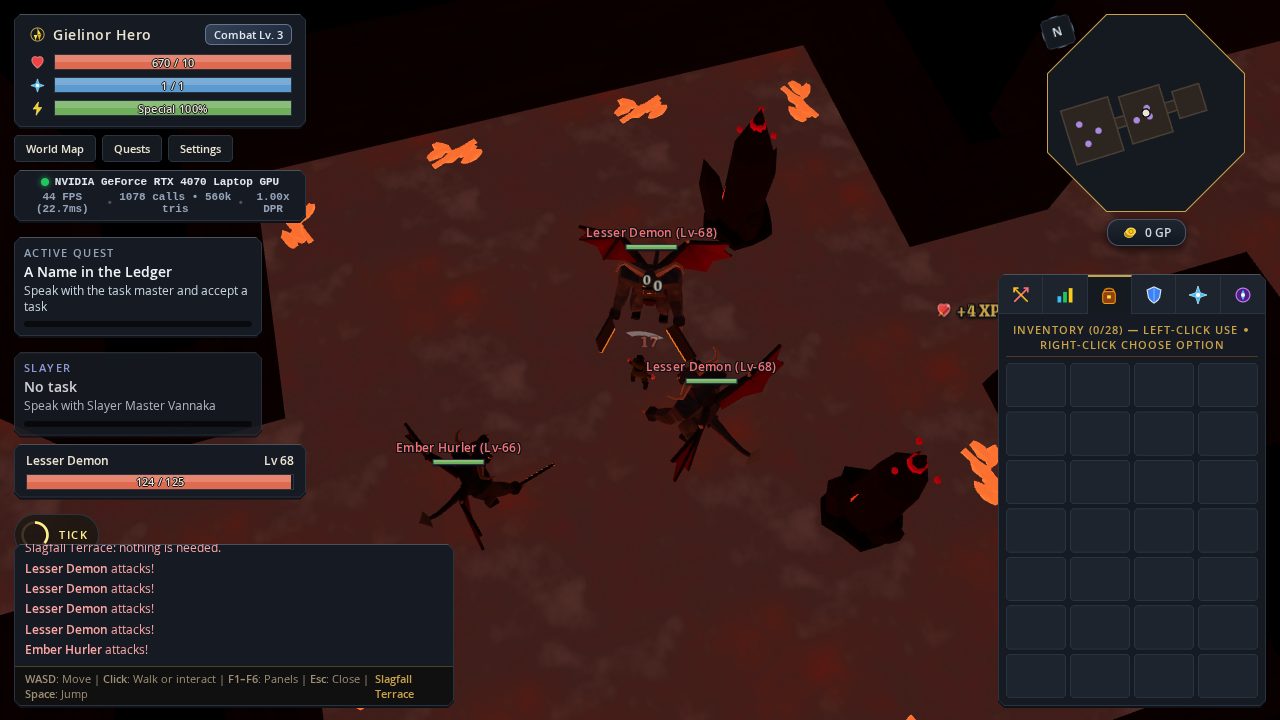 Gielinor Hero
Combat Lv. 3
670 / 10
1 / 1
Special 100%
World Map
Quests
Settings
NVIDIA GeForce RTX 4070 Laptop GPU
44 FPS (22.7ms) • 1078 calls • 560k tris • 1.00x DPR
ACTIVE QUEST
A Name in the Ledger
Speak with the task master and accept a
task
SLAYER
No task
Speak with Slayer Master Vannaka
Lesser Demon
Lv 68
124 / 125
TICK
Slagfall Terrace: nothing is needed.
Lesser Demon attacks!
Lesser Demon attacks!
Lesser Demon attacks!
Lesser Demon attacks!
Ember Hurler attacks!
WASD: Move | Click: Walk or interact | F1–F6: Panels | Esc: Close |
Space: Jump
Slagfall
Terrace
Lesser Demon (Lv-68)
0
0
17
Lesser Demon (Lv-68)
Ember Hurler (Lv-66)
+4 XP
N
0 GP
INVENTORY (0/28) — LEFT-CLICK USE •
RIGHT-CLICK CHOOSE OPTION